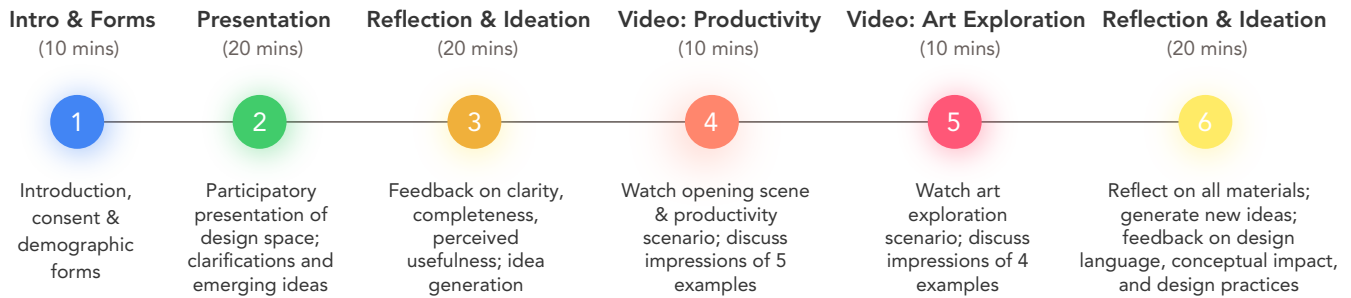 Intro & Forms
(10 mins)
1
Introduction,
consent &
demographic
forms
Presentation
(20 mins)
2
Participatory
presentation of
design space;
clarifications and
emerging ideas
Reflection & Ideation
(20 mins)
3
Feedback on clarity,
completeness,
perceived
usefulness; idea
generation
Video: Productivity
(10 mins)
4
Watch opening scene
& productivity
scenario; discuss
impressions of 5
examples
Video: Art Exploration
(10 mins)
5
Watch art
exploration
scenario; discuss
impressions of 4
examples
Reflection & Ideation
(20 mins)
6
Reflect on all materials;
generate new ideas;
feedback on design
language, conceptual impact,
and design practices